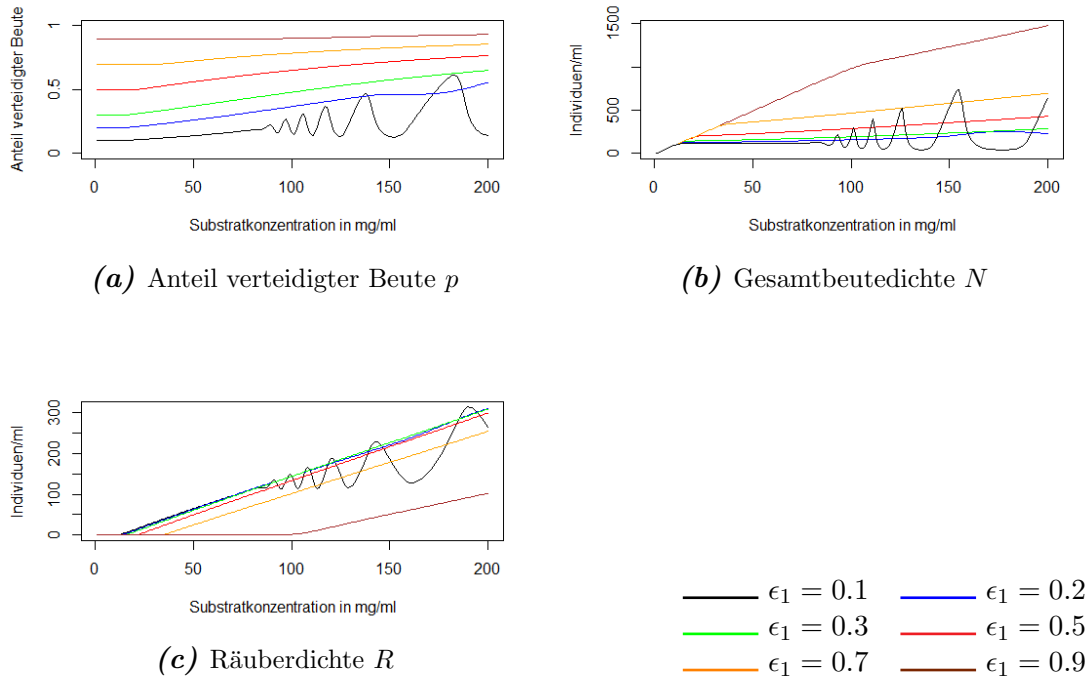 Anteil verteidigter Beute
0 0.5 1
0 50 100 150 200
Substratkonzentration in mg/ml
(a) Anteil verteidigter Beute p
Individuen/ml
0 500 1500
0 50 100 150 200
Substratkonzentration in mg/ml
(b) Gesamtbeutedichte N
Individuen/ml
0 100 200 300
0 50 100 150 200
Substratkonzentration in mg/ml
(c) Räuberdichte R
ϵ₁ = 0.1 ϵ₁ = 0.2
ϵ₁ = 0.3 ϵ₁ = 0.5
ϵ₁ = 0.7 ϵ₁ = 0.9